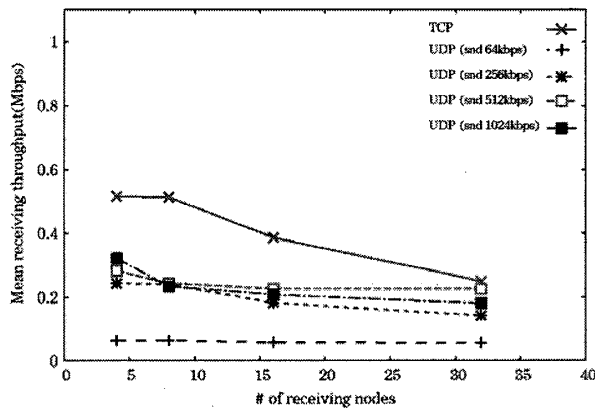 TCP
UDP (snd 64kbps)
UDP (snd 256kbps)
UDP (snd 512kbps)
UDP (snd 1024kbps)
Mean receiving throughput(Mbps)
1
0.8
0.6
0.4
0.2
0
0 5 10 15 20 25 30 35 40
# of receiving nodes